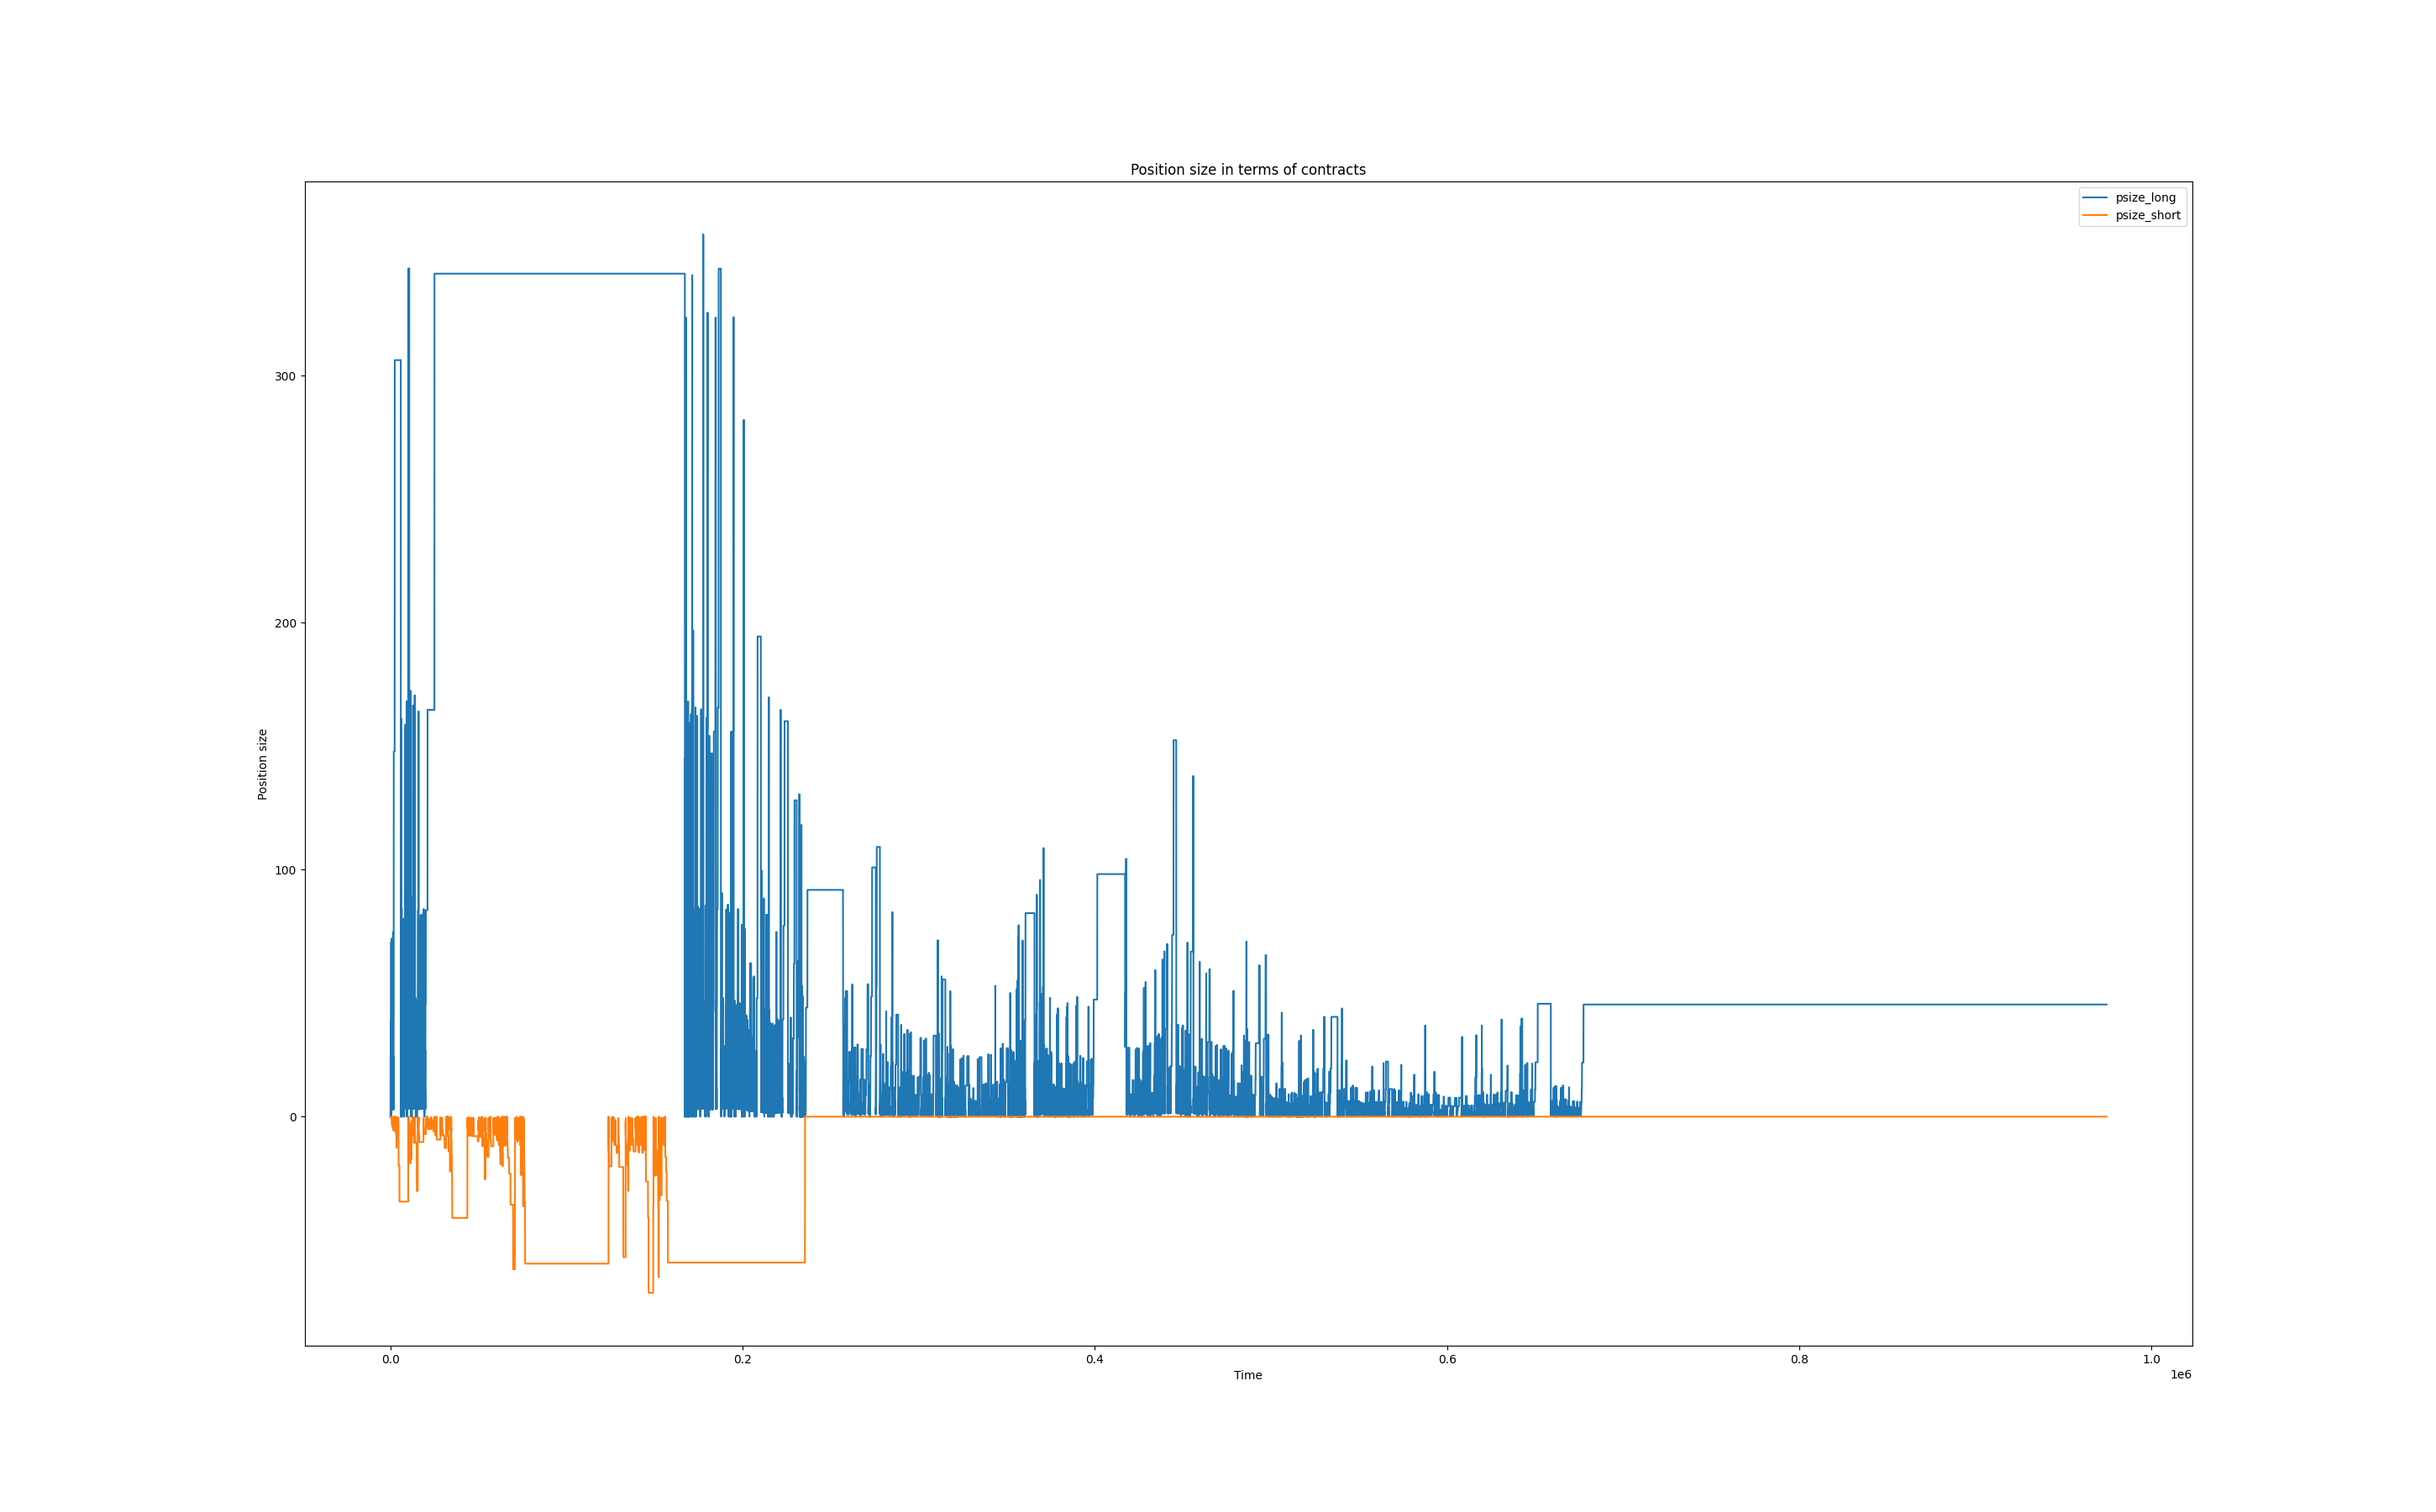 Position size in terms of contracts
psize_long
psize_short
300
200
100
0
Position size
0.0 0.2 0.4 0.6 0.8 1.0
Time
1e6